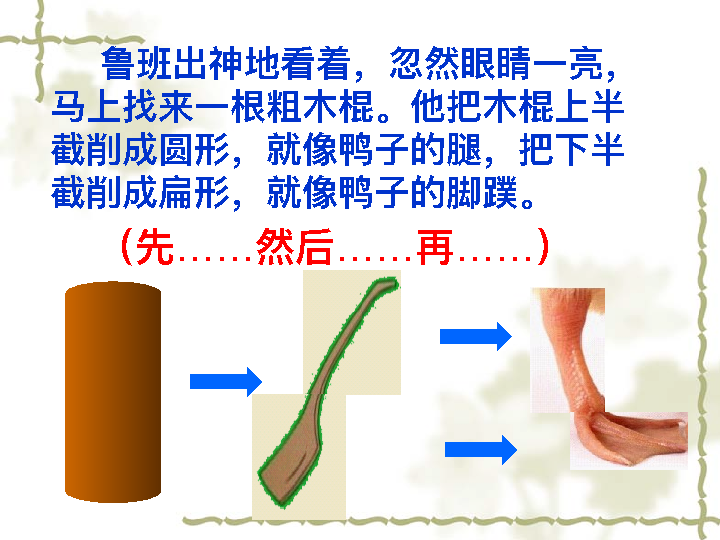 鲁班出神地看着，忽然眼睛一亮，
马上找来一根粗木棍。他把木棍上半
截削成圆形，就像鸭子的腿，把下半
截削成扁形，就像鸭子的脚蹼。
（先……然后……再……）